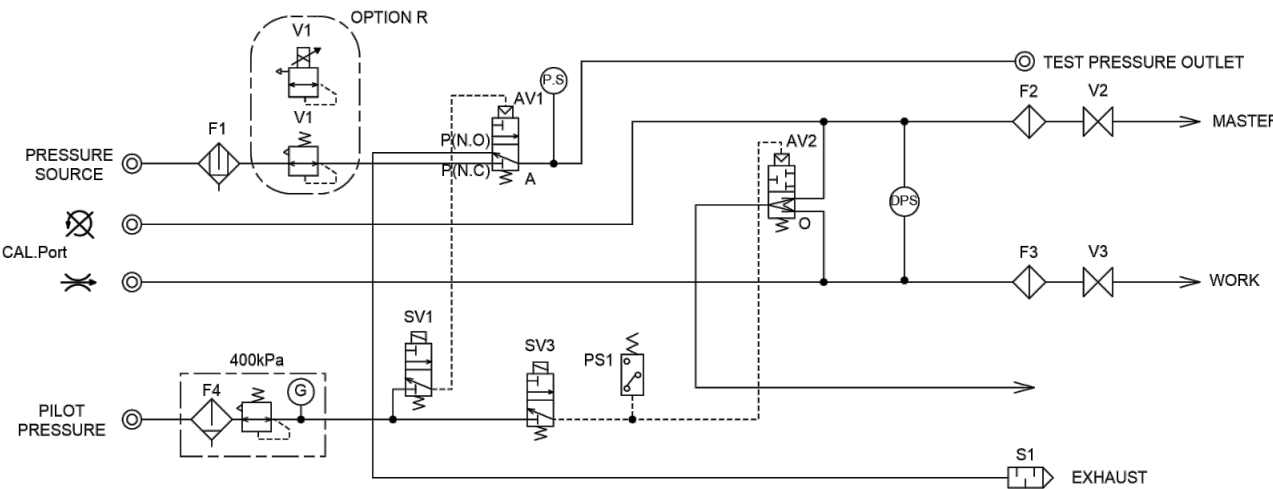 OPTION R
V1
P.S
TEST PRESSURE OUTLET
AV1
F2
V2
V1
F1
MASTER
P(N.O)
AV2
PRESSURE
SOURCE
P(N.C)
A
DPS
O
CAL.Port
F3
V3
WORK
SV1
SV3
PS1
400kPa
F4
G
PILOT
PRESSURE
S1
EXHAUST